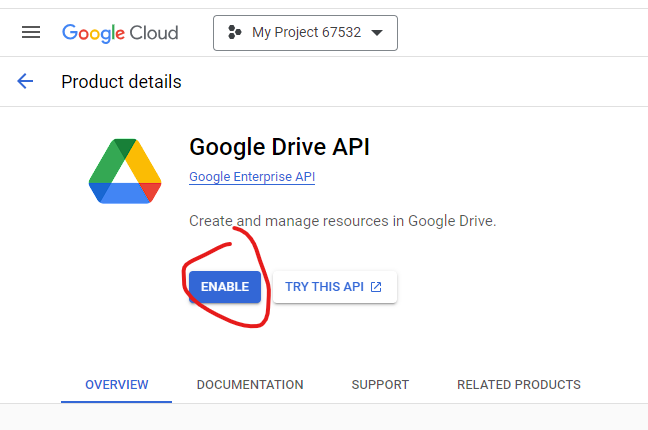 Google Cloud
My Project 67532
Product details
Google Drive API
Google Enterprise API
Create and manage resources in Google Drive.
ENABLE
TRY THIS API
OVERVIEW
DOCUMENTATION
SUPPORT
RELATED PRODUCTS